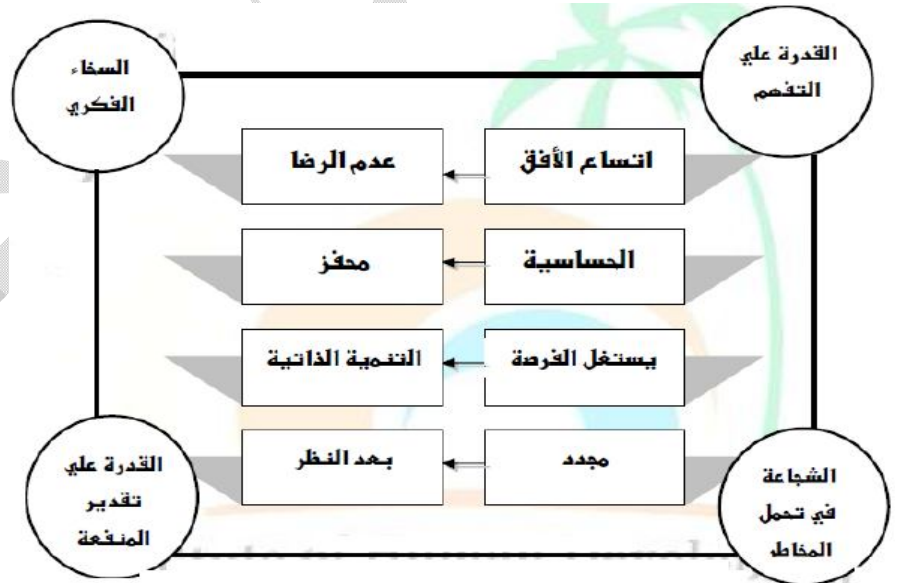 القدرة علي
التفهم
السخاء
الفكري
اتساع الأفق
عدم الرضا
الحساسية
محفز
يستغل الفرصة
التنمية الذاتية
مجدد
بعد النظر
الشجاعة
في تحمل
المخاطر
القدرة علي
تقدير
المنفعة